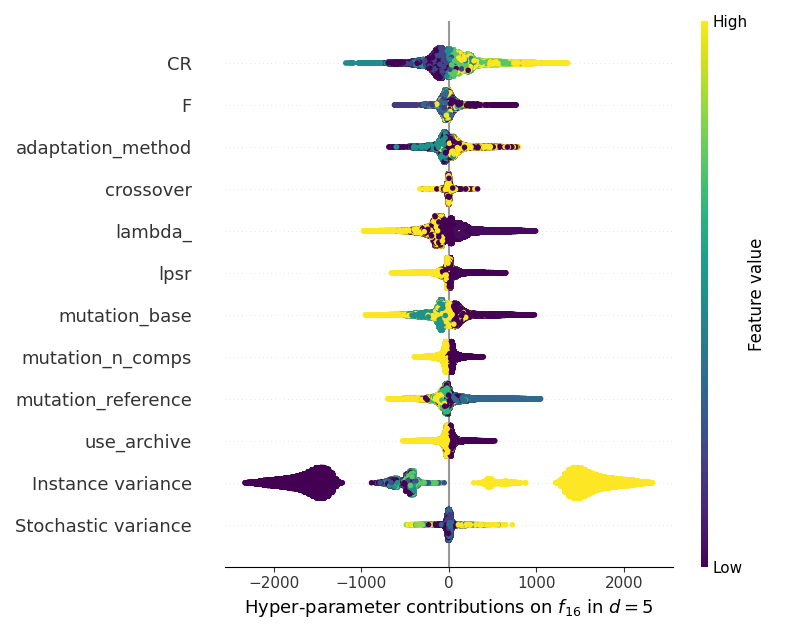 High
CR
F
adaptation_method
crossover
lambda_
lpsr
mutation_base
mutation_n_comps
mutation_reference
use_archive
Instance variance
Stochastic variance
Feature value
Low
−2000 −1000 0 1000 2000
Hyper-parameter contributions on f₁₆ in d = 5